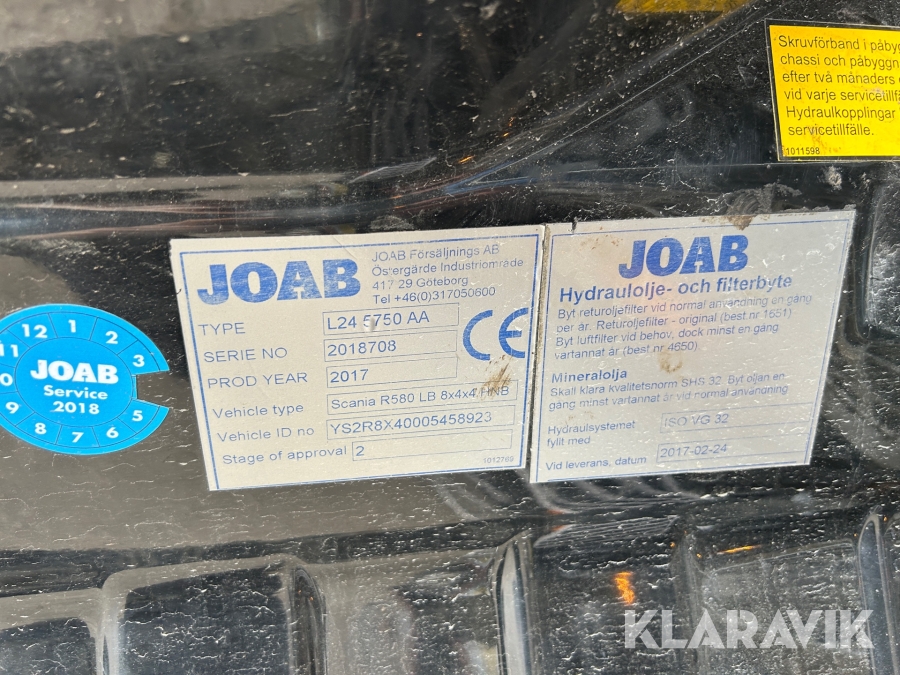 Skruvförband i påbyg
chassi och påbyggn
efter två månaders
vid varje servicetillfä
Hydraulkopplingar
servicetillfälle.
1011598
JOAB
JOAB Försäljnings AB
Östergärde Industriområde
417 29 Göteborg
Tel +46(0)317050600
TYPE L24 5750 AA
SERIE NO 2018708
PROD YEAR 2017
Vehicle type Scania R580 LB 8x4x4 HNB
Vehicle ID no YS2R8X40005458923
Stage of approval 2
1012769
CE
JOAB
Hydraulolje- och filterbyte
Byt returoljefilter vid normal användning en gång
per år. Returoljefilter - original (best.nr 1651)
Byt luftfilter vid behov, dock minst en gång
vartannat år (best.nr 4650)
Mineralolja
Skall klara kvalitetsnorm SHS 32. Byt oljan en
gång minst vartannat år vid normal användning
Hydraulsystemet
fyllt med ISO VG 32
Vid leverans, datum 2017-02-24
12 1 2 3 5 6 7 8 9 0 11
JOAB
Service
2018
KLARAVIK